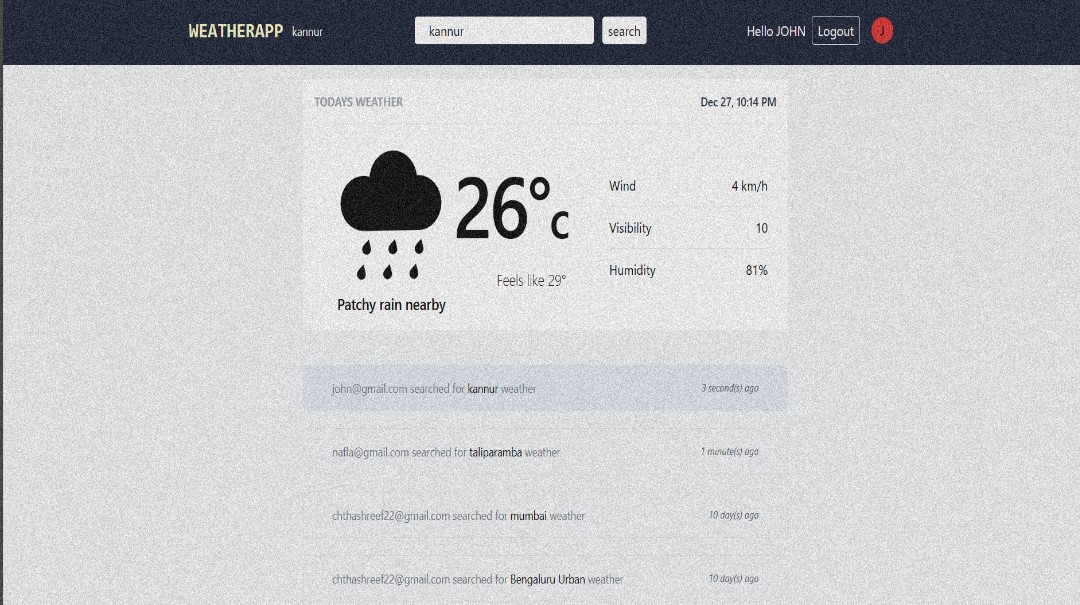 WEATHERAPP kannur kannur search Hello JOHN Logout J
TODAYS WEATHER Dec 27, 10:14 PM
26°c
Feels like 29°
Patchy rain nearby
Wind 4 km/h
Visibility 10
Humidity 81%
john@gmail.com searched for kannur weather 3 second(s) ago
nafla@gmail.com searched for taliparamba weather 1 minute(s) ago
chthashreef22@gmail.com searched for mumbai weather 10 day(s) ago
chthashreef22@gmail.com searched for Bengaluru Urban weather 10 day(s) ago